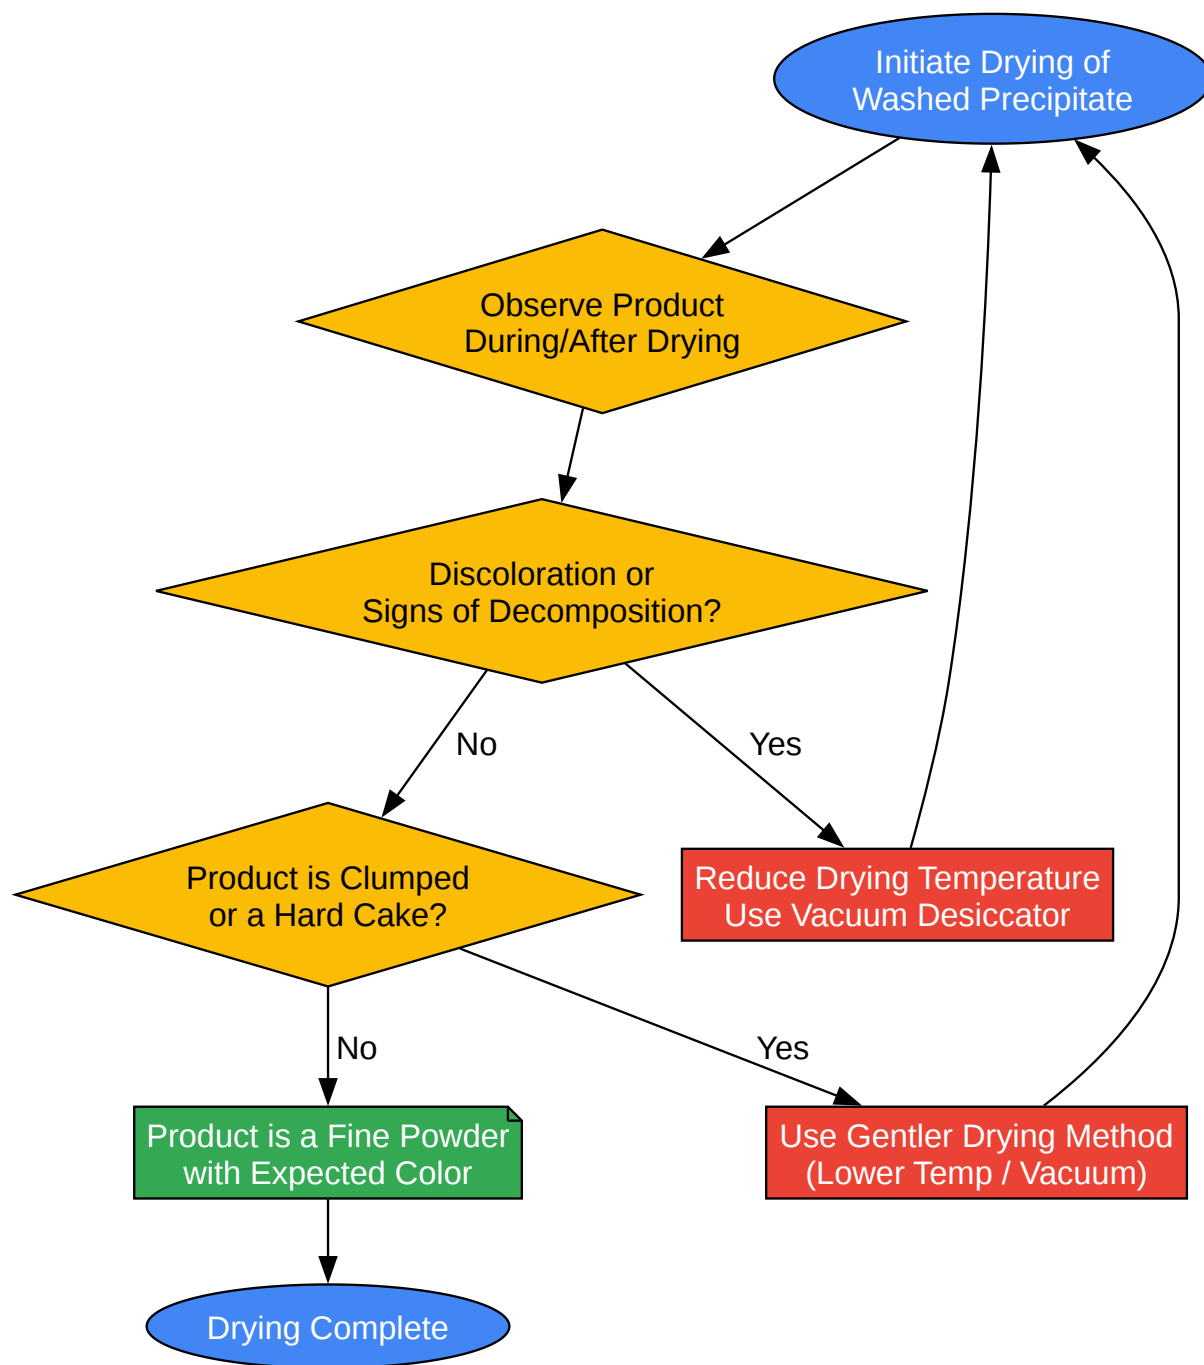 Initiate Drying of
Washed Precipitate
Observe Product
During/After Drying
Discoloration or
Signs of Decomposition?
No
Yes
Product is Clumped
or a Hard Cake?
Reduce Drying Temperature
Use Vacuum Desiccator
No
Yes
Product is a Fine Powder
with Expected Color
Use Gentler Drying Method
(Lower Temp / Vacuum)
Drying Complete